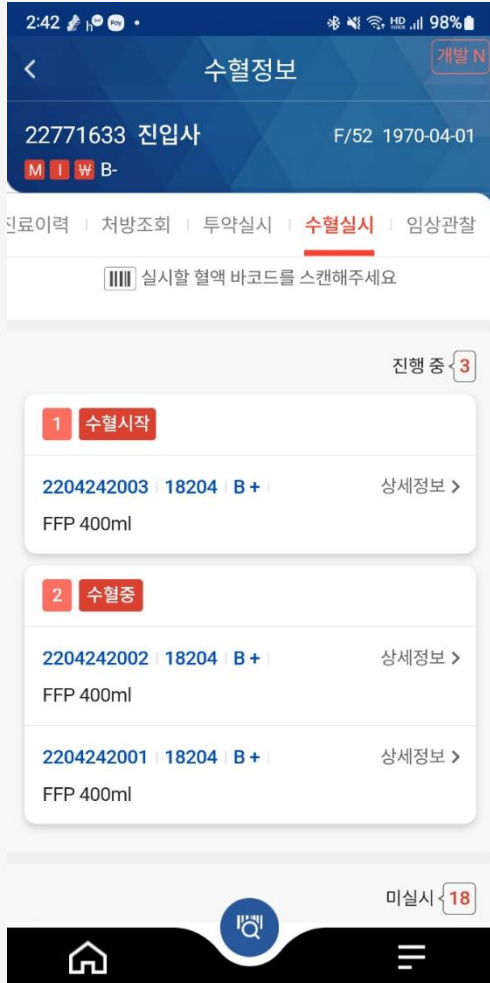 2:42 h Pay • HD 98%
개발 N
수혈정보
22771633 진입사 F/52 1970-04-01
M I ₩ B-
진료이력 처방조회 투약실시 수혈실시 임상관찰
실시할 혈액 바코드를 스캔해주세요
진행 중 3
1 수혈시작
2204242003 18204 B + 상세정보 >
FFP 400ml
2 수혈중
2204242002 18204 B + 상세정보 >
FFP 400ml
2204242001 18204 B + 상세정보 >
FFP 400ml
미실시 18